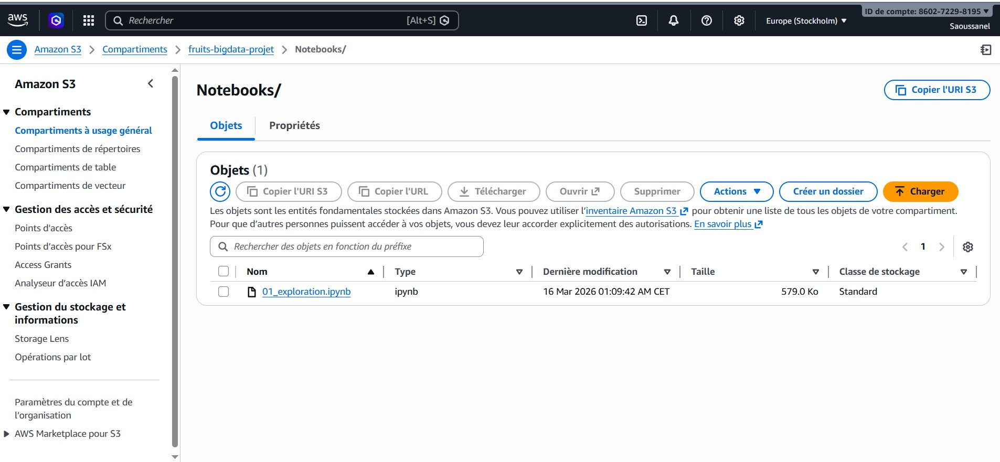 aws
Rechercher [Alt+S]
Europe (Stockholm)
ID de compte: 8602-7229-8195
Saoussanel
Amazon S3 > Compartiments > fruits-bigdata-projet > Notebooks/
Amazon S3
Compartiments
Compartiments à usage général
Compartiments de répertoires
Compartiments de table
Compartiments de vecteur
Gestion des accès et sécurité
Points d'accès
Points d’accès pour FSx
Access Grants
Analyseur d’accès IAM
Gestion du stockage et
informations
Storage Lens
Opérations par lot
Paramètres du compte et de
l’organisation
AWS Marketplace pour S3
Notebooks/
Copier l'URI S3
Objets Propriétés
Objets (1)
Copier l'URI S3 Copier l'URL Télécharger Ouvrir Supprimer Actions Créer un dossier Charger
Les objets sont les entités fondamentales stockées dans Amazon S3. Vous pouvez utiliser l’inventaire Amazon S3 pour obtenir une liste de tous les objets de votre compartiment.
Pour que d’autres personnes puissent accéder à vos objets, vous devez leur accorder explicitement des autorisations. En savoir plus
Rechercher des objets en fonction du préfixe
1
Nom Type Dernière modification Taille Classe de stockage
01_exploration.ipynb ipynb 16 Mar 2026 01:09:42 AM CET 579.0 Ko Standard